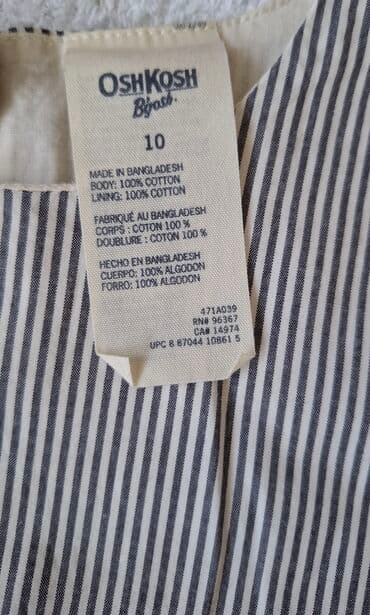 OSHKOSH
B'gosh.
10
MADE IN BANGLADESH
BODY: 100% COTTON
LINING: 100% COTTON
FABRIQUÉ AU BANGLADESH
CORPS : COTON 100 %
DOUBLURE : COTON 100 %
HECHO EN BANGLADESH
CUERPO: 100% ALGODON
FORRO: 100% ALGODON
471A039
RN# 96367
CA# 14974
UPC 8 87044 10861 5